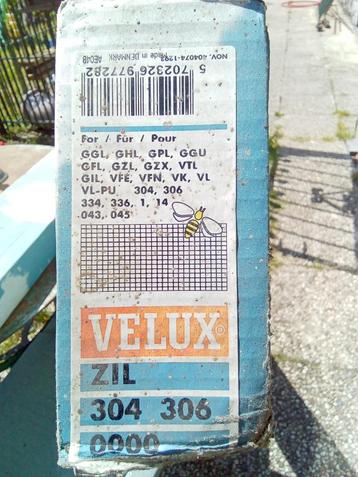 NOV. 404074-1292
Made in DENMARK AE04B
5 702326 977282
For / Für / Pour
GGL, GHL, GPL, GGU
GFL, GZL, GZX, VTL
GIL, VFE, VFN, VK, VL
VL-PU 304, 306
334, 336, 1, 14
043, 045
VELUX®
ZIL
304 306
0000